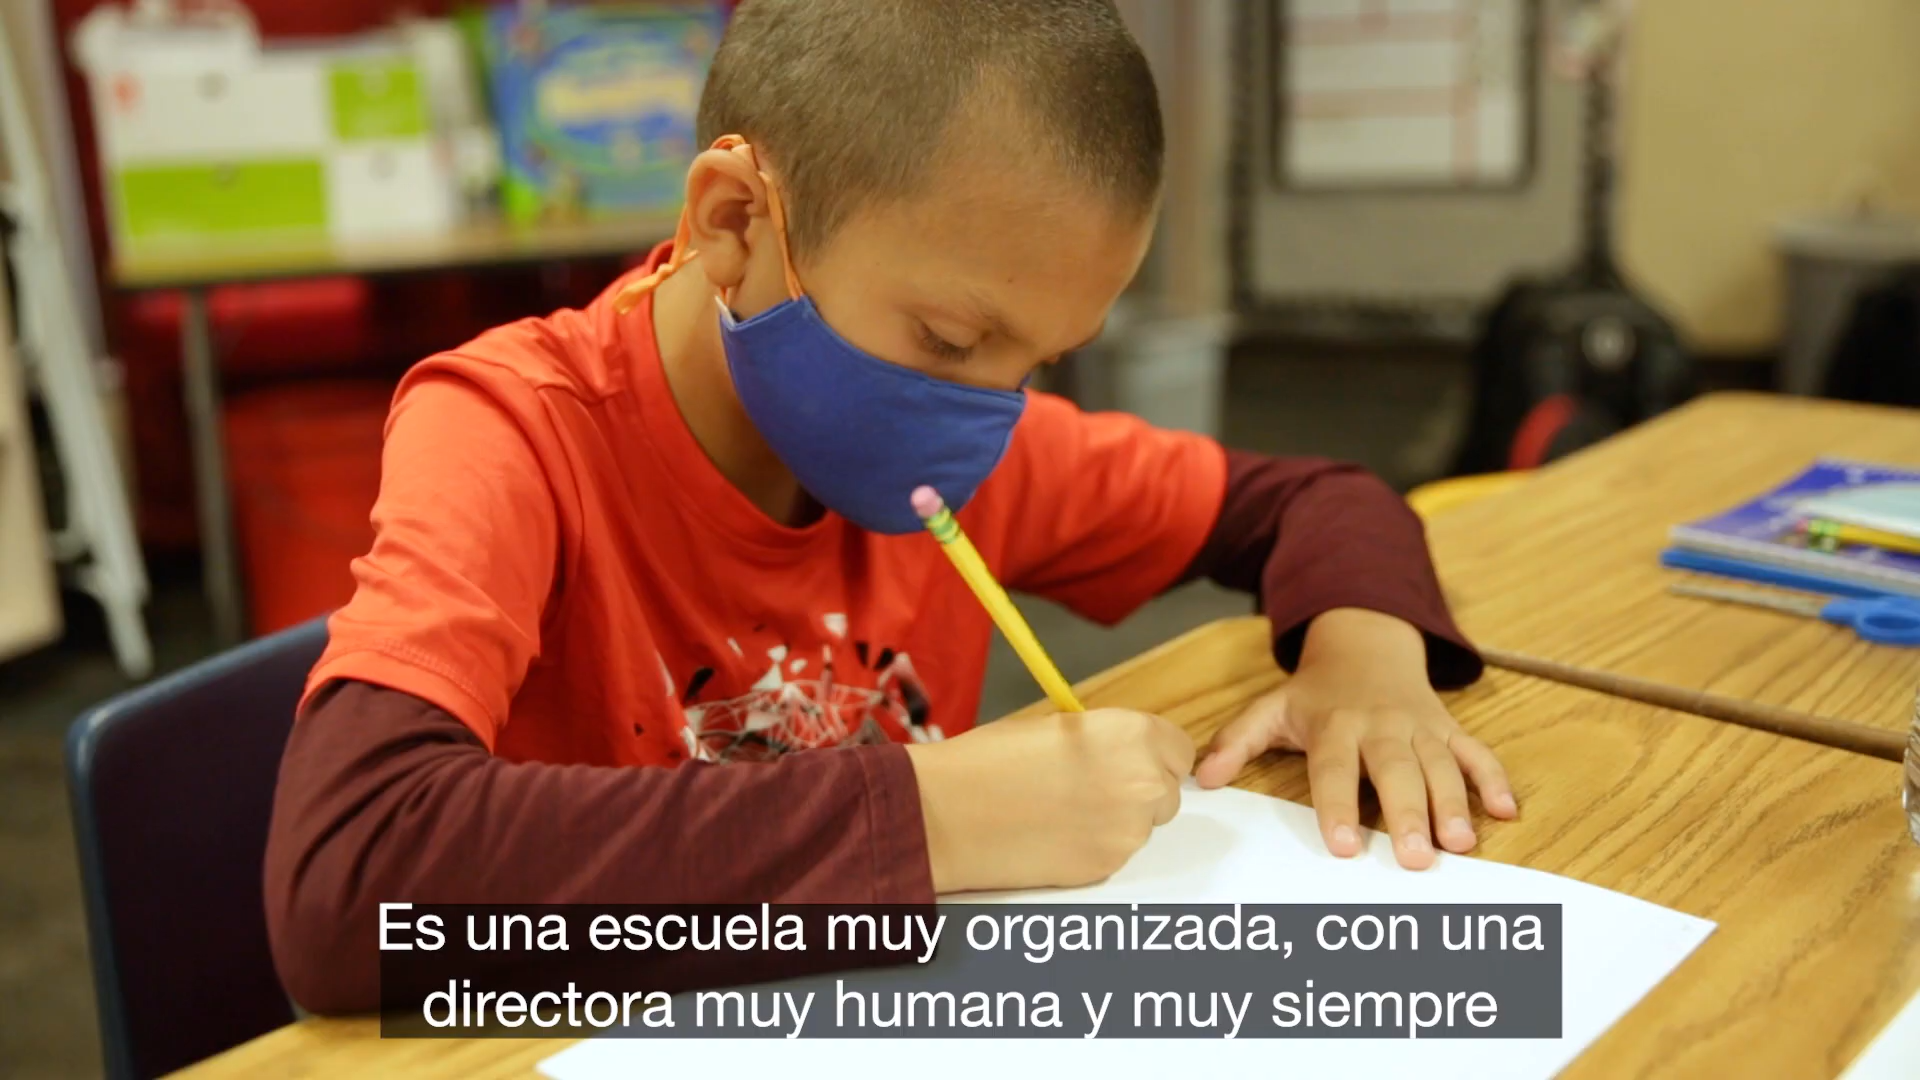 Es una escuela muy organizada, con una
directora muy humana y muy siempre